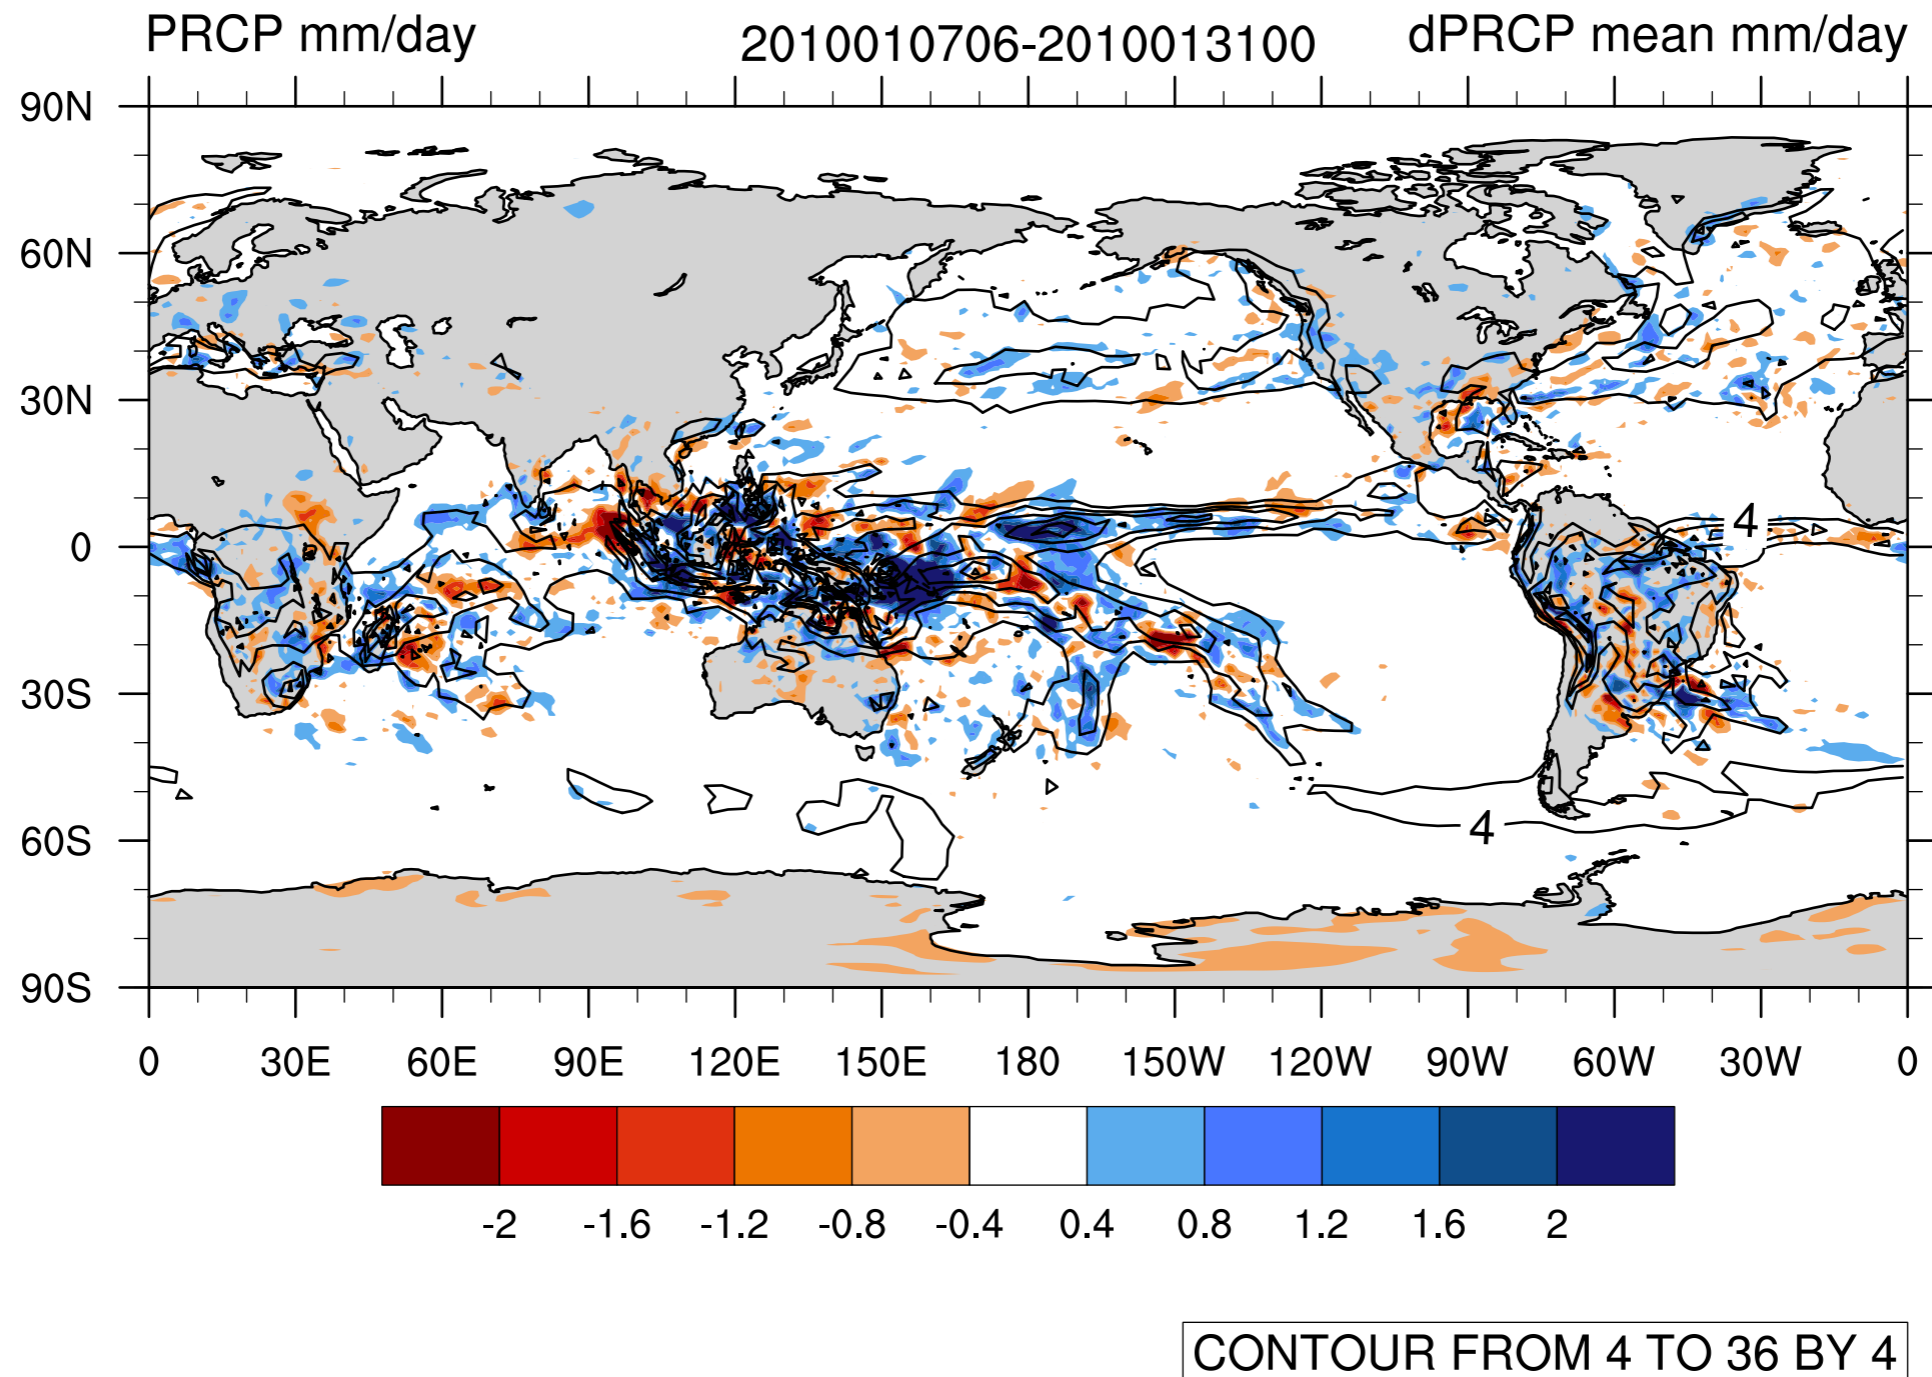 PRCP mm/day 2010010706-2010013100 dPRCP mean mm/day
90N
60N
30N
0
30S
60S
90S
4
4
0 30E 60E 90E 120E 150E 180 150W 120W 90W 60W 30W 0
-2 -1.6 -1.2 -0.8 -0.4 0.4 0.8 1.2 1.6 2
CONTOUR FROM 4 TO 36 BY 4